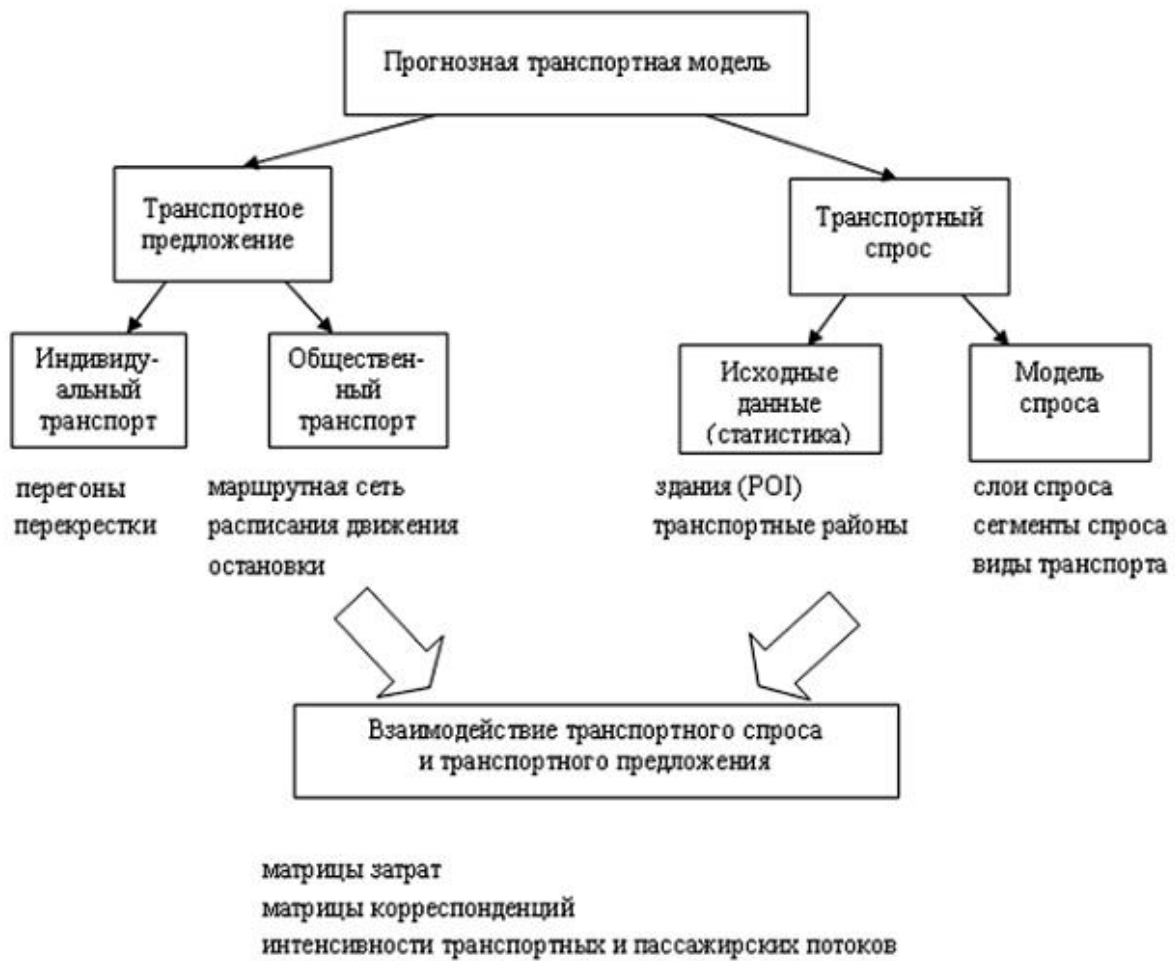 Прогнозная транспортная модель
Транспортное
предложение
Транспортный
спрос
Индивиду-
альный
транспорт
Обществен-
ный
транспорт
Исходные
данные
(статистика)
Модель
спроса
перегоны
перекрестки
маршрутная сеть
расписания движения
остановки
здания (POI)
транспортные районы
слои спроса
сегменты спроса
виды транспорта
Взаимодействие транспортного спроса
и транспортного предложения
матрицы затрат
матрицы корреспонденций
интенсивности транспортных и пассажирских потоков